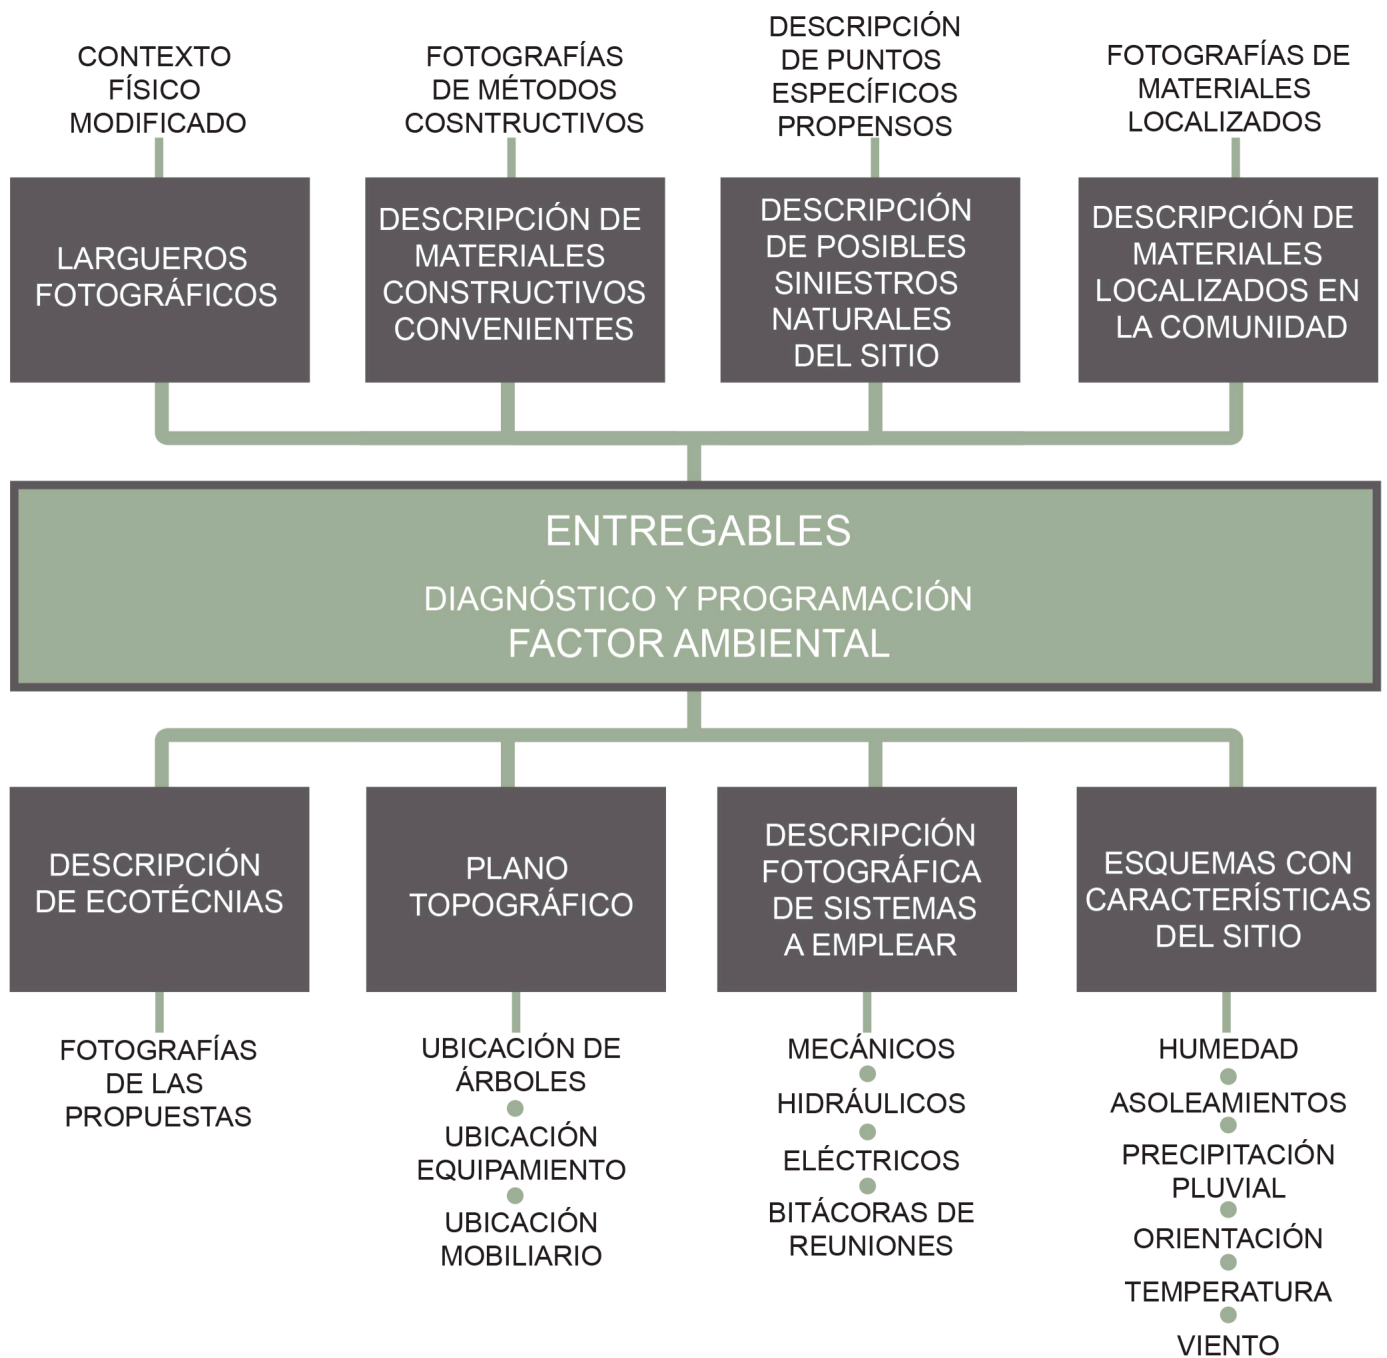 CONTEXTO
FÍSICO
MODIFICADO
FOTOGRAFÍAS
DE MÉTODOS
COSNTRUCTIVOS
DESCRIPCIÓN
DE PUNTOS
ESPECÍFICOS
PROPENSOS
FOTOGRAFÍAS DE
MATERIALES
LOCALIZADOS
LARGUEROS
FOTOGRÁFICOS
DESCRIPCIÓN DE
MATERIALES
CONSTRUCTIVOS
CONVENIENTES
DESCRIPCIÓN
DE POSIBLES
SINIESTROS
NATURALES
DEL SITIO
DESCRIPCIÓN DE
MATERIALES
LOCALIZADOS EN
LA COMUNIDAD
ENTREGABLES
DIAGNÓSTICO Y PROGRAMACIÓN
FACTOR AMBIENTAL
DESCRIPCIÓN
DE ECOTÉCNIAS
PLANO
TOPOGRÁFICO
DESCRIPCIÓN
FOTOGRÁFICA
DE SISTEMAS
A EMPLEAR
ESQUEMAS CON
CARACTERÍSTICAS
DEL SITIO
FOTOGRAFÍAS
DE LAS
PROPUESTAS
UBICACIÓN DE
ÁRBOLES
UBICACIÓN
EQUIPAMIENTO
UBICACIÓN
MOBILIARIO
MECÁNICOS
HIDRÁULICOS
ELÉCTRICOS
BITÁCORAS DE
REUNIONES
HUMEDAD
ASOLEAMIENTOS
PRECIPITACIÓN
PLUVIAL
ORIENTACIÓN
TEMPERATURA
VIENTO